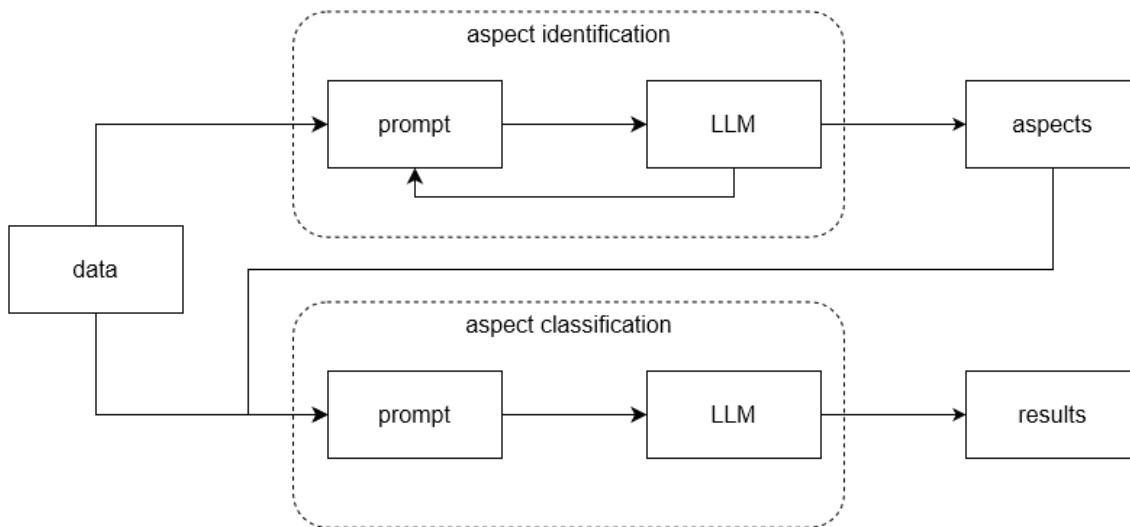 aspect identification
prompt
LLM
aspects
data
aspect classification
prompt
LLM
results